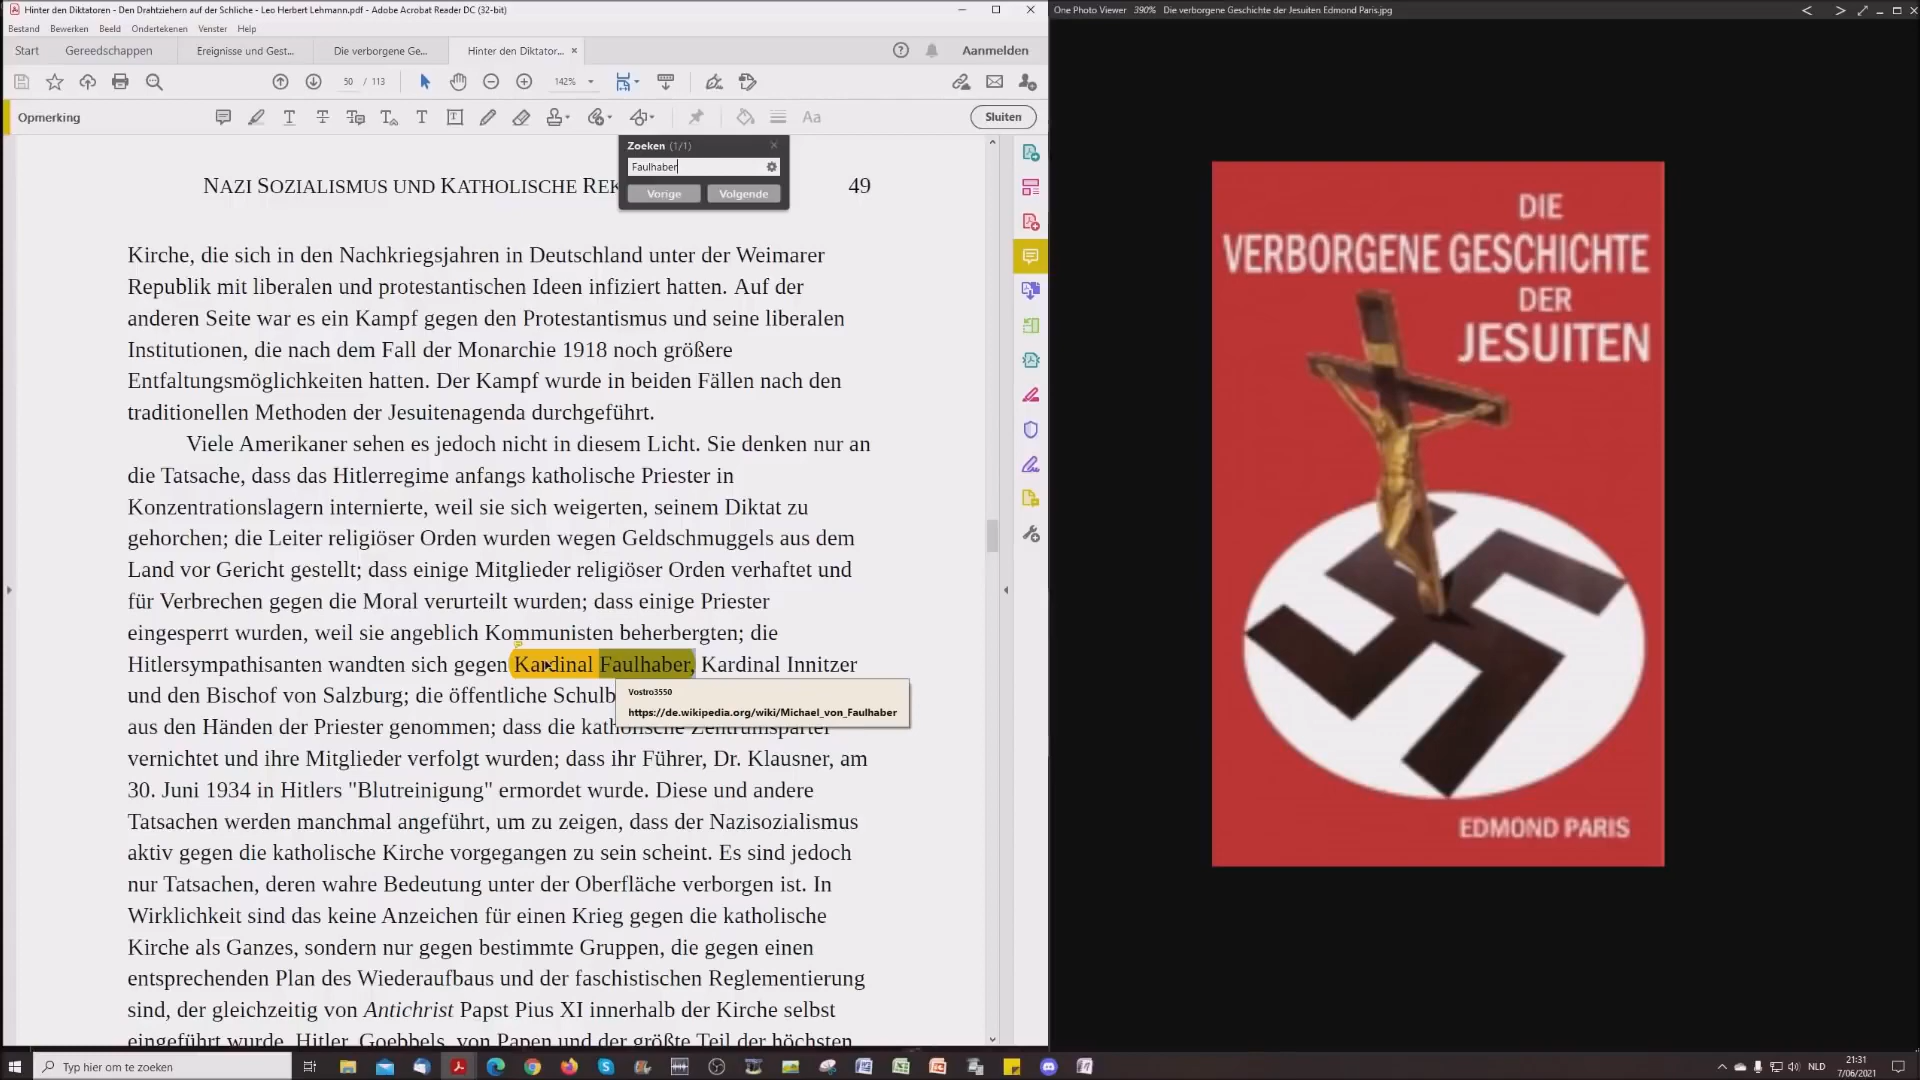 Hinter den Diktatoren - Den Drahtziehern auf der Schliche - Leo Herbert Lehmann.pdf - Adobe Acrobat Reader DC (32-bit)
Bestand Bewerken Beeld Ondertekenen Venster Help
Start Gereedschappen Ereignisse und Gest... Die verborgene Ge... Hinter den Diktator... × Aanmelden
50 / 113 142%
Opmerking Sluiten
Zoeken (1/1)
Faulhaber
Vorige Volgende
NAZI SOZIALISMUS UND KATHOLISCHE REK 49
Kirche, die sich in den Nachkriegsjahren in Deutschland unter der Weimarer
Republik mit liberalen und protestantischen Ideen infiziert hatten. Auf der
anderen Seite war es ein Kampf gegen den Protestantismus und seine liberalen
Institutionen, die nach dem Fall der Monarchie 1918 noch größere
Entfaltungsmöglichkeiten hatten. Der Kampf wurde in beiden Fällen nach den
traditionellen Methoden der Jesuitenagenda durchgeführt.
Viele Amerikaner sehen es jedoch nicht in diesem Licht. Sie denken nur an
die Tatsache, dass das Hitlerregime anfangs katholische Priester in
Konzentrationslagern internierte, weil sie sich weigerten, seinem Diktat zu
gehorchen; die Leiter religiöser Orden wurden wegen Geldschmuggels aus dem
Land vor Gericht gestellt; dass einige Mitglieder religiöser Orden verhaftet und
für Verbrechen gegen die Moral verurteilt wurden; dass einige Priester
eingesperrt wurden, weil sie angeblich Kommunisten beherbergten; die
Hitlersympathisanten wandten sich gegen Kardinal Faulhaber, Kardinal Innitzer
und den Bischof von Salzburg; die öffentliche Schulb
Vostro3550
https://de.wikipedia.org/wiki/Michael_von_Faulhaber
aus den Händen der Priester genommen; dass die katholische Zentrumspartei
vernichtet und ihre Mitglieder verfolgt wurden; dass ihr Führer, Dr. Klausner, am
30. Juni 1934 in Hitlers "Blutreinigung" ermordet wurde. Diese und andere
Tatsachen werden manchmal angeführt, um zu zeigen, dass der Nazisozialismus
aktiv gegen die katholische Kirche vorgegangen zu sein scheint. Es sind jedoch
nur Tatsachen, deren wahre Bedeutung unter der Oberfläche verborgen ist. In
Wirklichkeit sind das keine Anzeichen für einen Krieg gegen die katholische
Kirche als Ganzes, sondern nur gegen bestimmte Gruppen, die gegen einen
entsprechenden Plan des Wiederaufbaus und der faschistischen Reglementierung
sind, der gleichzeitig von Antichrist Papst Pius XI innerhalb der Kirche selbst
eingeführt wurde. Hitler, Goebbels, von Papen und der größte Teil der höchsten
One Photo Viewer 390% Die verborgene Geschichte der Jesuiten Edmond Paris.jpg
DIE
VERBORGENE GESCHICHTE
DER
JESUITEN
EDMOND PARIS
Typ hier om te zoeken
NLD
21:31
7/06/2021